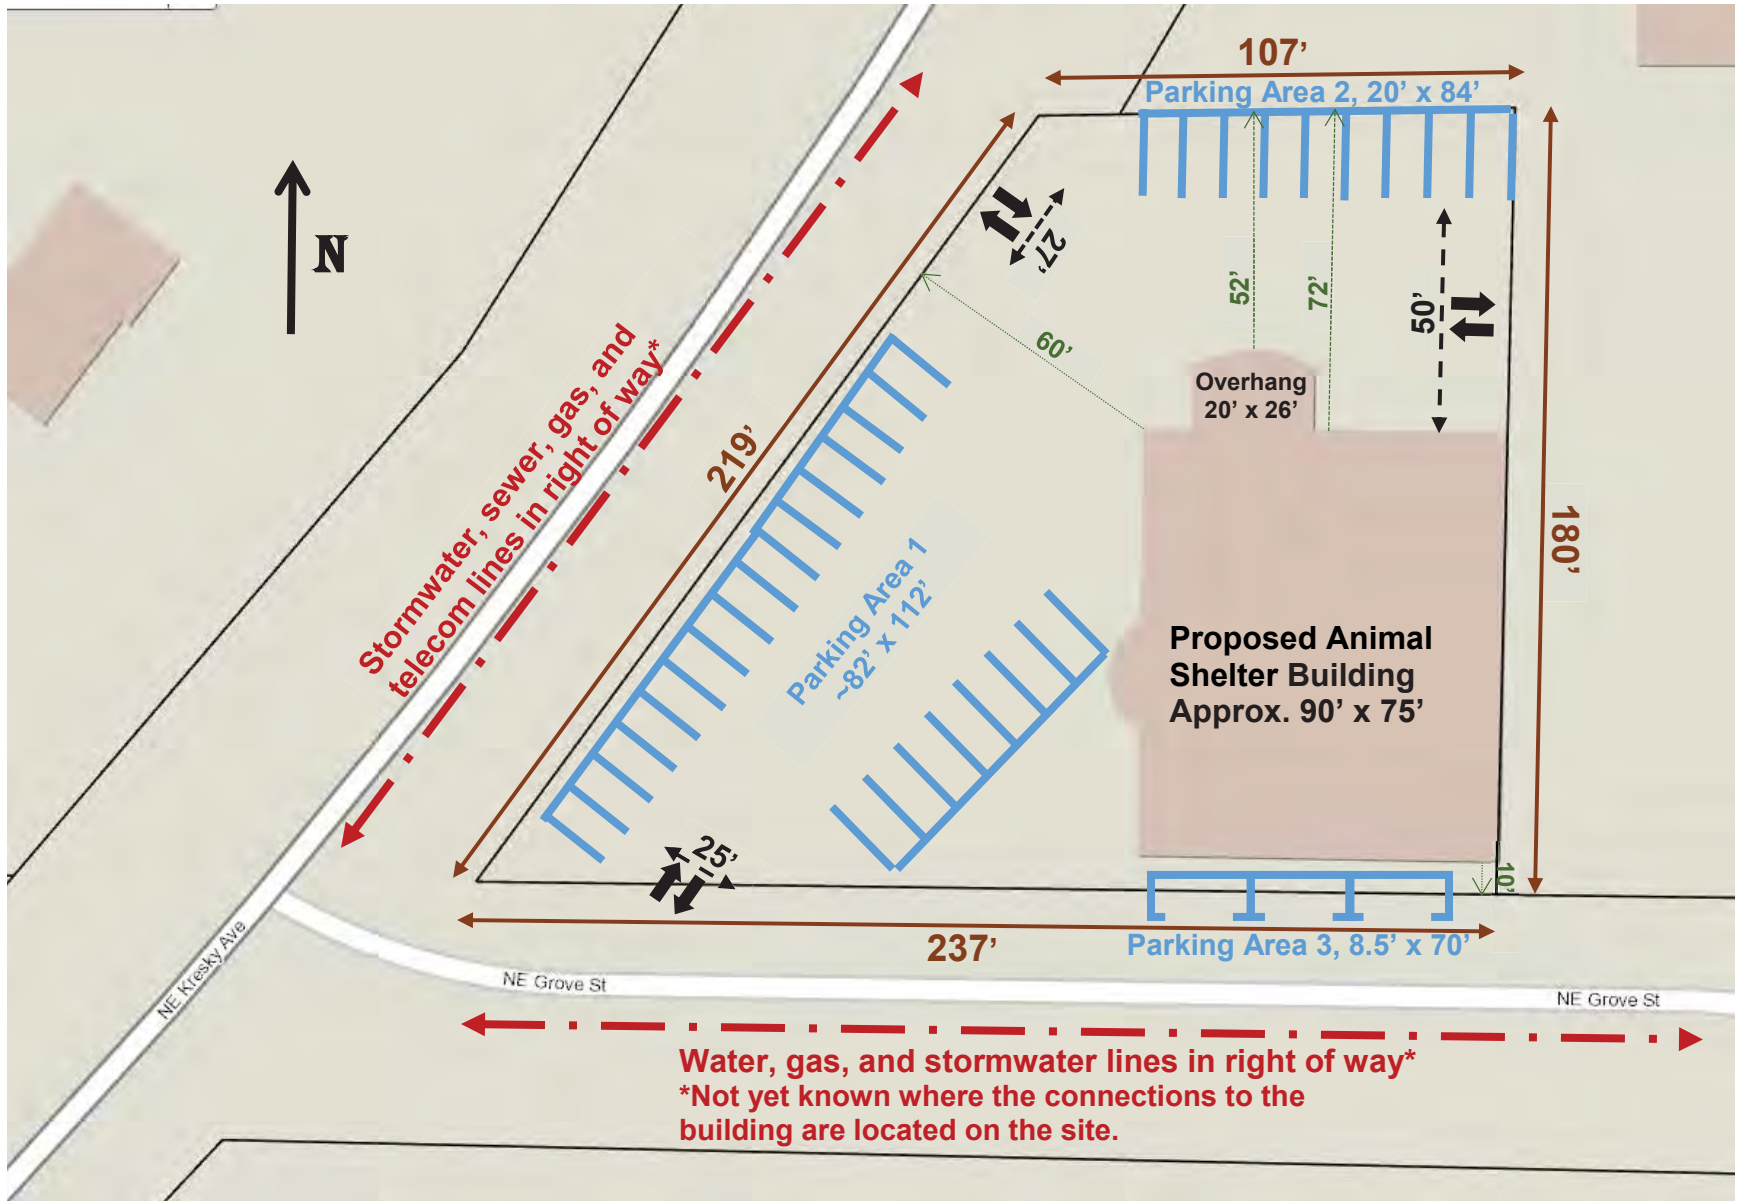 107’
Parking Area 2, 20’ x 84’
N
27’
52’
72’
50’
60’
Overhang
20’ x 26’
Stormwater, sewer, gas, and
telecom lines in right of way*
219’
180’
Parking Area 1
~82’ x 112’
Proposed Animal
Shelter Building
Approx. 90’ x 75’
25’
10’
237’
Parking Area 3, 8.5’ x 70’
NE Kresky Ave
NE Grove St
NE Grove St
Water, gas, and stormwater lines in right of way*
*Not yet known where the connections to the
building are located on the site.